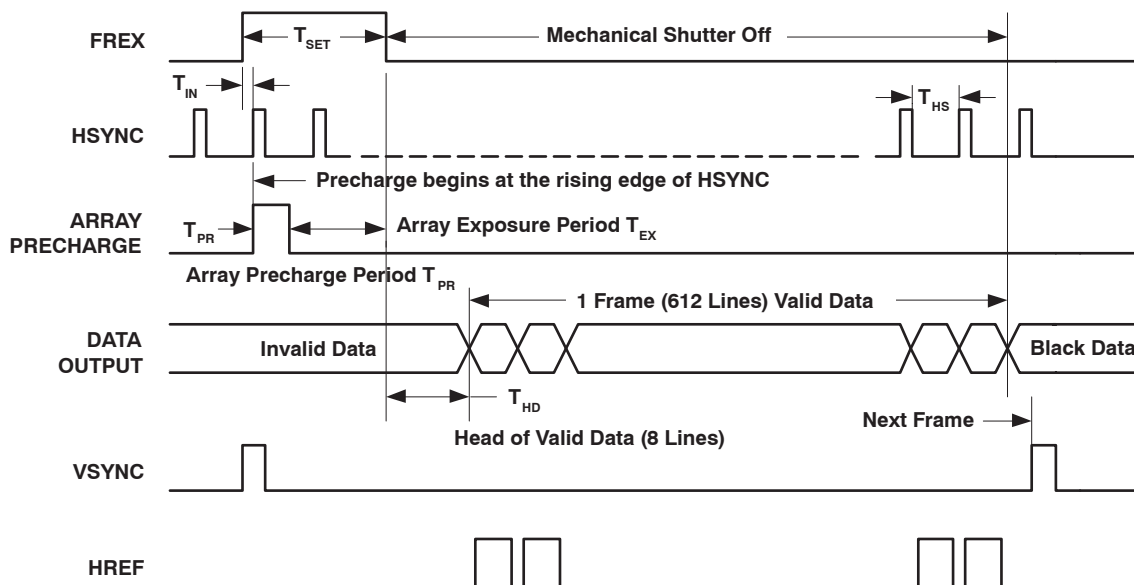 FREX
T_SET
Mechanical Shutter Off
T_IN
T_HS
HSYNC
Precharge begins at the rising edge of HSYNC
ARRAY
PRECHARGE
T_PR
Array Exposure Period T_EX
Array Precharge Period T_PR
1 Frame (612 Lines) Valid Data
DATA
OUTPUT
Invalid Data
Black Data
T_HD
Next Frame
Head of Valid Data (8 Lines)
VSYNC
HREF